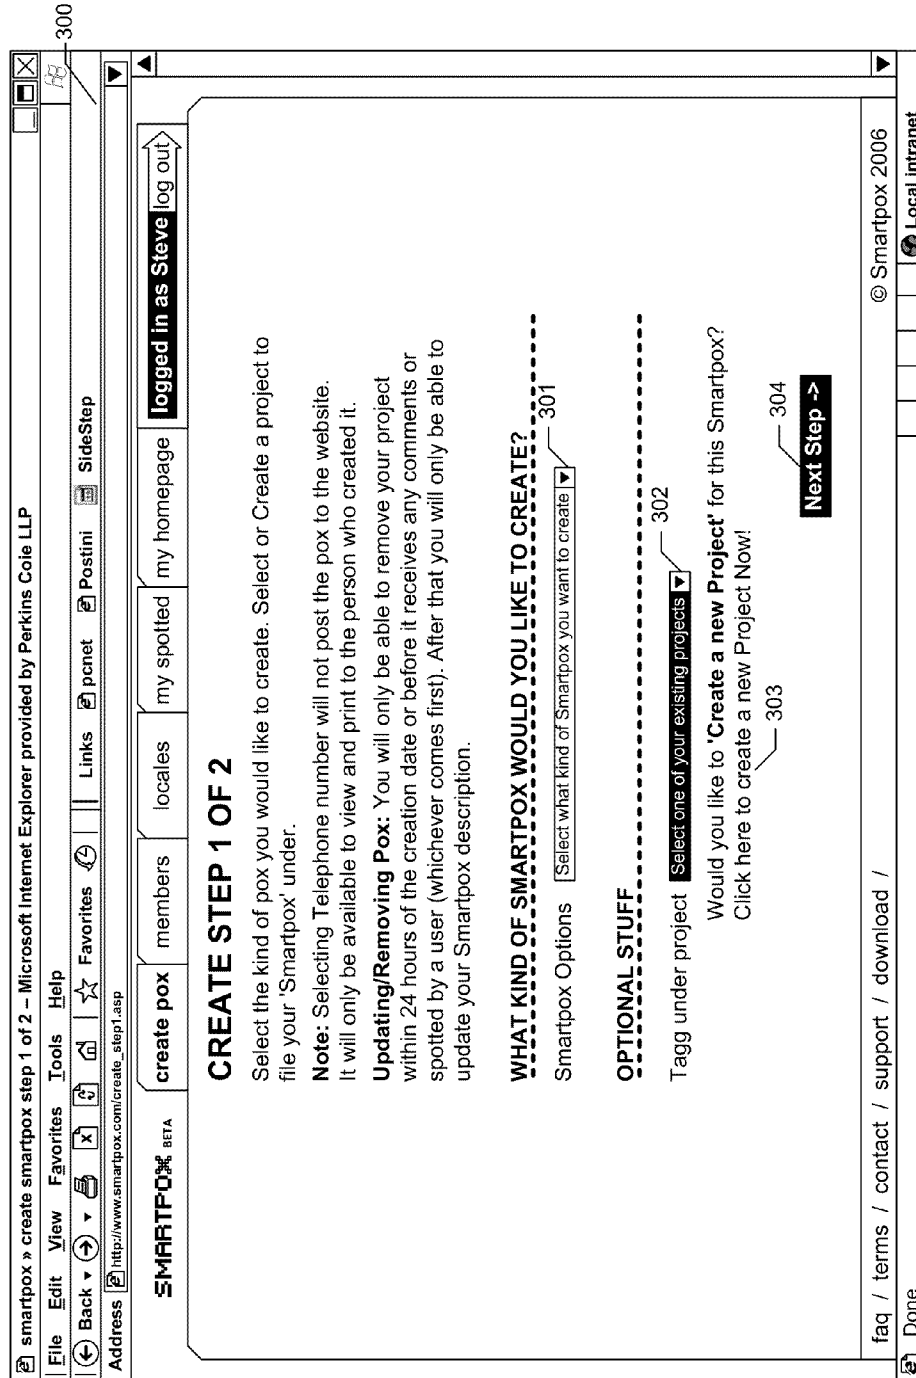 smartpox » create smartpox step 1 of 2 – Microsoft Internet Explorer provided by Perkins Coie LLP
File Edit View Favorites Tools Help
300
Back Favorites Links pcnet Postini SideStep
Address http://www.smartpox.com/create_step1.asp
SMARTPOX BETA create pox members locales my spotted my homepage logged in as Steve log out
CREATE STEP 1 OF 2
Select the kind of pox you would like to create. Select or Create a project to
file your 'Smartpox' under.
Note: Selecting Telephone number will not post the pox to the website.
It will only be available to view and print to the person who created it.
Updating/Removing Pox: You will only be able to remove your project
within 24 hours of the creation date or before it receives any comments or
spotted by a user (whichever comes first). After that you will only be able to
update your Smartpox description.
WHAT KIND OF SMARTPOX WOULD YOU LIKE TO CREATE?
301
Smartpox Options Select what kind of Smartpox you want to create
OPTIONAL STUFF
302
Tagg under project Select one of your existing projects
Would you like to 'Create a new Project' for this Smartpox?
Click here to create a new Project Now!
303
304
Next Step ->
faq / terms / contact / support / download / © Smartpox 2006
Done Local intranet